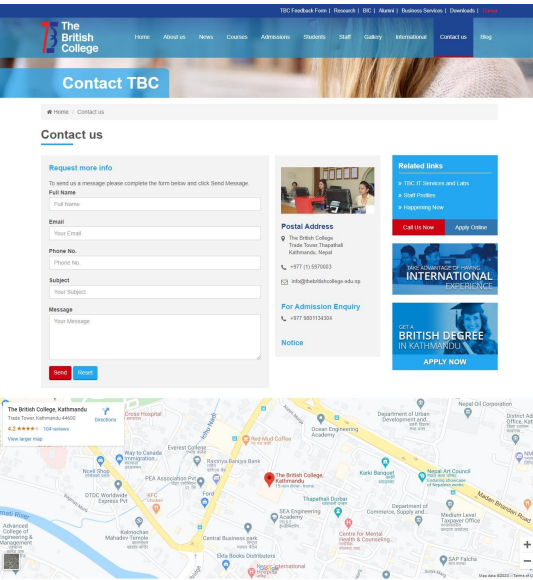 TBC Feedback Form | Research | BIC | Alumni | Business Services | Downloads |
The
British
College
Home About us News Courses Admissions Students Staff Gallery International Contact us Blog
Contact TBC
Home / Contact us
Contact us
Request more info
To send us a message please complete the form below and click Send Message.
Full Name
Full Name
Email
Your Email
Phone No.
Phone No.
Subject
Your Subject
Message
Your Message
Send Reset
Postal Address
The British College
Trade Tower, Thapathali
Kathmandu, Nepal
+977 (1) 5970003
info@thebritishcollege.edu.np
For Admission Enquiry
+977 9801134304
Notice
Related links
» TBC IT Services and Labs
» Staff Profiles
» Happening Now
Call Us Now Apply Online
TAKE ADVANTAGE OF HAVING
INTERNATIONAL
EXPERIENCE
GET A
BRITISH DEGREE
IN KATHMANDU
APPLY NOW
The British College, Kathmandu
Trade Tower, Kathmandu 44600
Directions
4.2 ★★★★ 104 reviews
View larger map
Gross Hospital
Nepal Oil Corporation
Department of Urban
Development and...
District Ad
Office, Kat
Ocean Engineering
Academy
Red Mud Coffee
Everest College
Way to Canada
Immigration...
Rastriya Banijya Bank
Ncell Shop
PEA Association Pvt
The British College,
Kathmandu
Karki Banquet
Nepal Art Council
Enduring showcase
of Nepalese works
DTDC Worldwide
Express Pvt
KFC
Chicken
Ford
Thapathali Durbar
Madan Bhandari Road
SEA Engineering
Academy
Department of
Commerce, Supply and...
Medium Level
Taxpayer Office
Advanced
College of
Engineering &
Management
Kalmochan
Mahadev Temple
Central Business park
Centre for Mental
Health & Counseling...
Ekta Books Distributors
SAP Falcha
Hospital
Map data ©2022
+
−